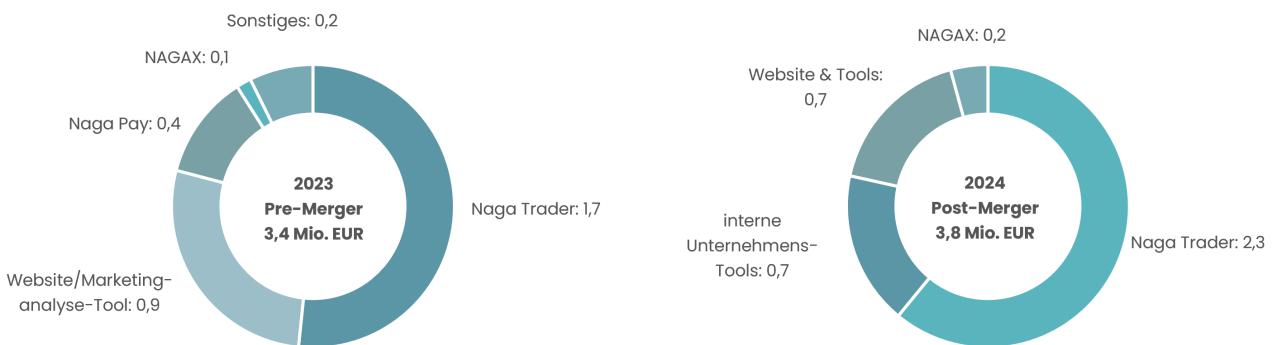 Sonstiges: 0,2
NAGAX: 0,1
Naga Pay: 0,4
2023
Pre-Merger
3,4 Mio. EUR
Naga Trader: 1,7
Website/Marketing-
analyse-Tool: 0,9
NAGAX: 0,2
Website & Tools:
0,7
2024
Post-Merger
3,8 Mio. EUR
interne
Unternehmens-
Tools: 0,7
Naga Trader: 2,3